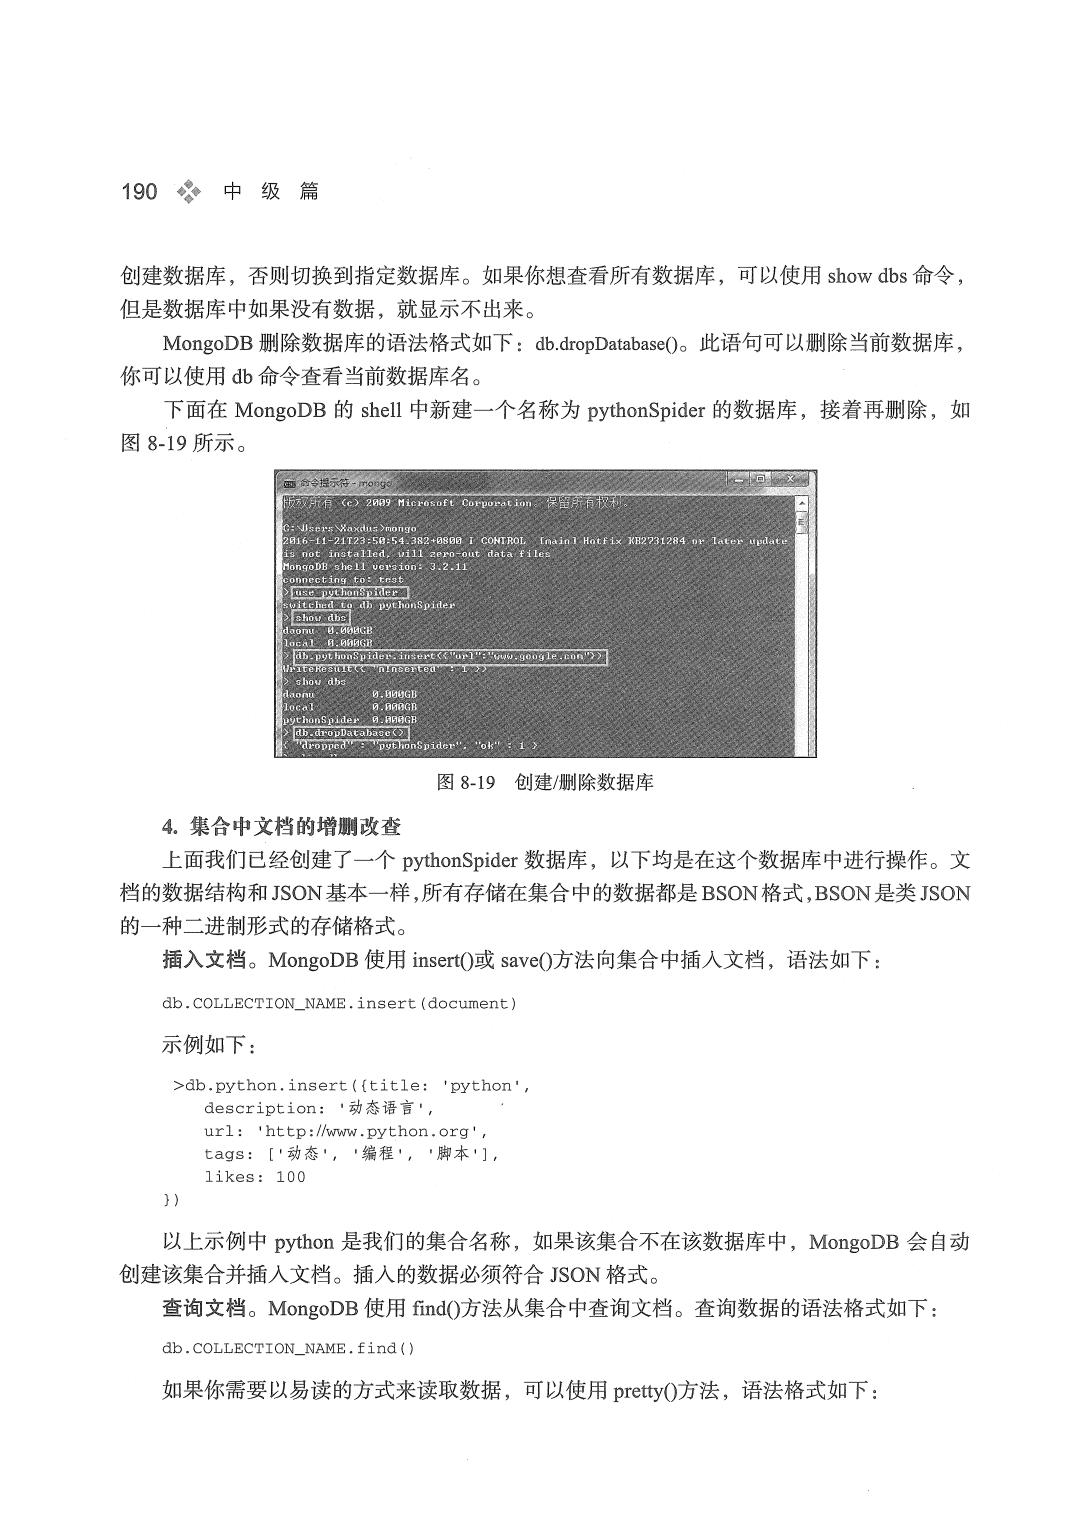 190 中 级 篇
创建数据库，否则切换到指定数据库。如果你想查看所有数据库，可以使用 show dbs 命令，
但是数据库中如果没有数据，就显示不出来。
MongoDB 删除数据库的语法格式如下：db.dropDatabase()。此语句可以删除当前数据库，
你可以使用 db 命令查看当前数据库名。
下面在 MongoDB 的 shell 中新建一个名称为 pythonSpider 的数据库，接着再删除，如
图 8-19 所示。
命令提示符 - mongo
版权所有 (c) 2009 Microsoft Corporation。保留所有权利。
C:\Users\Xaxdus>mongo
2016-11-21T23:50:54.382+0800 I CONTROL  [main] Hotfix KB2731284 or later update
is not installed, will zero-out data files
MongoDB shell version: 3.2.11
connecting to: test
> use pythonSpider
switched to db pythonSpider
> show dbs
daomu  0.000GB
local  0.000GB
> db.pythonSpider.insert({"url":"www.google.com"})
WriteResult({ "nInserted" : 1 })
> show dbs
daomu         0.000GB
local         0.000GB
pythonSpider  0.000GB
> db.dropDatabase()
{ "dropped" : "pythonSpider", "ok" : 1 }
图 8-19 创建/删除数据库
4. 集合中文档的增删改查
上面我们已经创建了一个 pythonSpider 数据库，以下均是在这个数据库中进行操作。文
档的数据结构和 JSON 基本一样，所有存储在集合中的数据都是 BSON 格式，BSON 是类 JSON
的一种二进制形式的存储格式。
插入文档。MongoDB 使用 insert()或 save()方法向集合中插入文档，语法如下：
db.COLLECTION_NAME.insert(document)
示例如下：
>db.python.insert({title: 'python',
description: '动态语言',
url: 'http://www.python.org',
tags: ['动态', '编程', '脚本'],
likes: 100
})
以上示例中 python 是我们的集合名称，如果该集合不在该数据库中，MongoDB 会自动
创建该集合并插入文档。插入的数据必须符合 JSON 格式。
查询文档。MongoDB 使用 find()方法从集合中查询文档。查询数据的语法格式如下：
db.COLLECTION_NAME.find()
如果你需要以易读的方式来读取数据，可以使用 pretty()方法，语法格式如下：